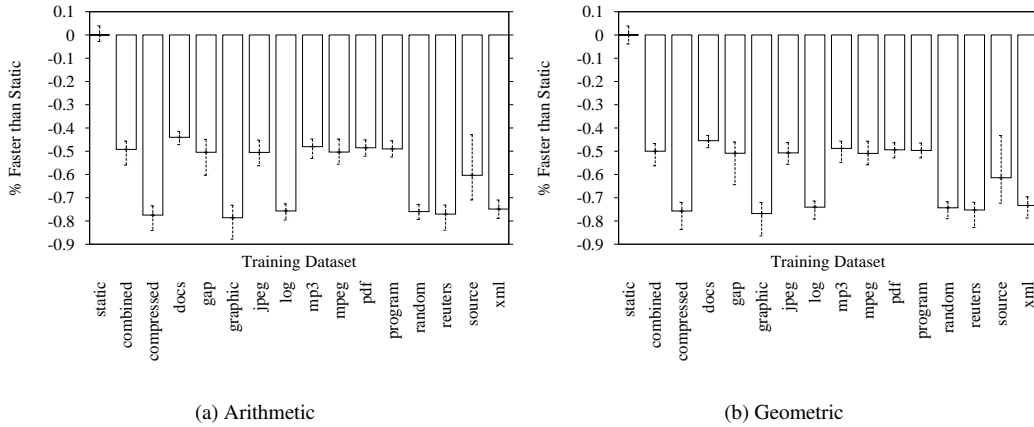 0.1
0
-0.1
-0.2
-0.3
-0.4
-0.5
-0.6
-0.7
-0.8
-0.9
% Faster than Static
Training Dataset
static
combined
compressed
docs
gap
graphic
jpeg
log
mp3
mpeg
pdf
program
random
reuters
source
xml
(a) Arithmetic
0.1
0
-0.1
-0.2
-0.3
-0.4
-0.5
-0.6
-0.7
-0.8
-0.9
% Faster than Static
Training Dataset
static
combined
compressed
docs
gap
graphic
jpeg
log
mp3
mpeg
pdf
program
random
reuters
source
xml
(b) Geometric